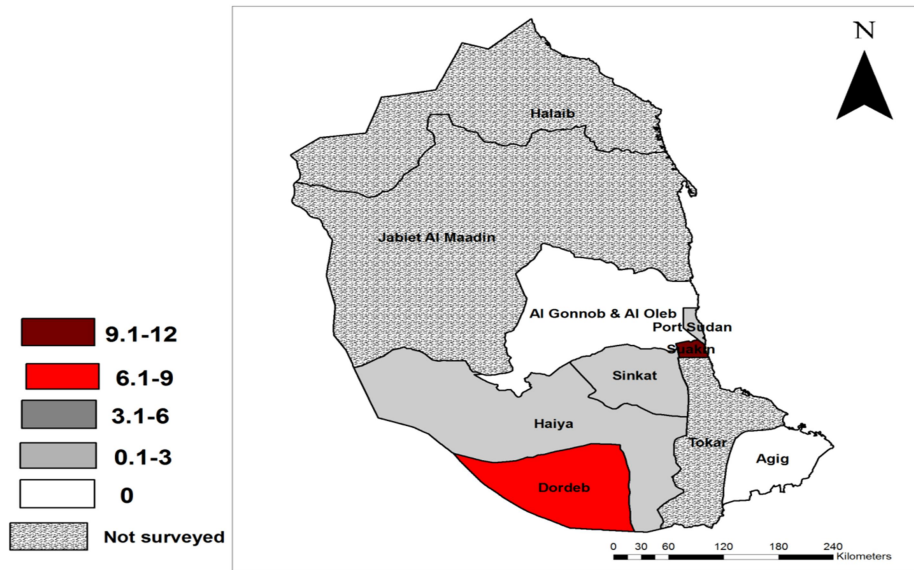 N
Halaib
Jabiet Al Maadin
Al Gonnob & Al Oleb
Port Sudan
Suakin
Sinkat
Haiya
Tokar
Agig
Dordeb
9.1-12
6.1-9
3.1-6
0.1-3
0
Not surveyed
0 30 60 120 180 240
Kilometers